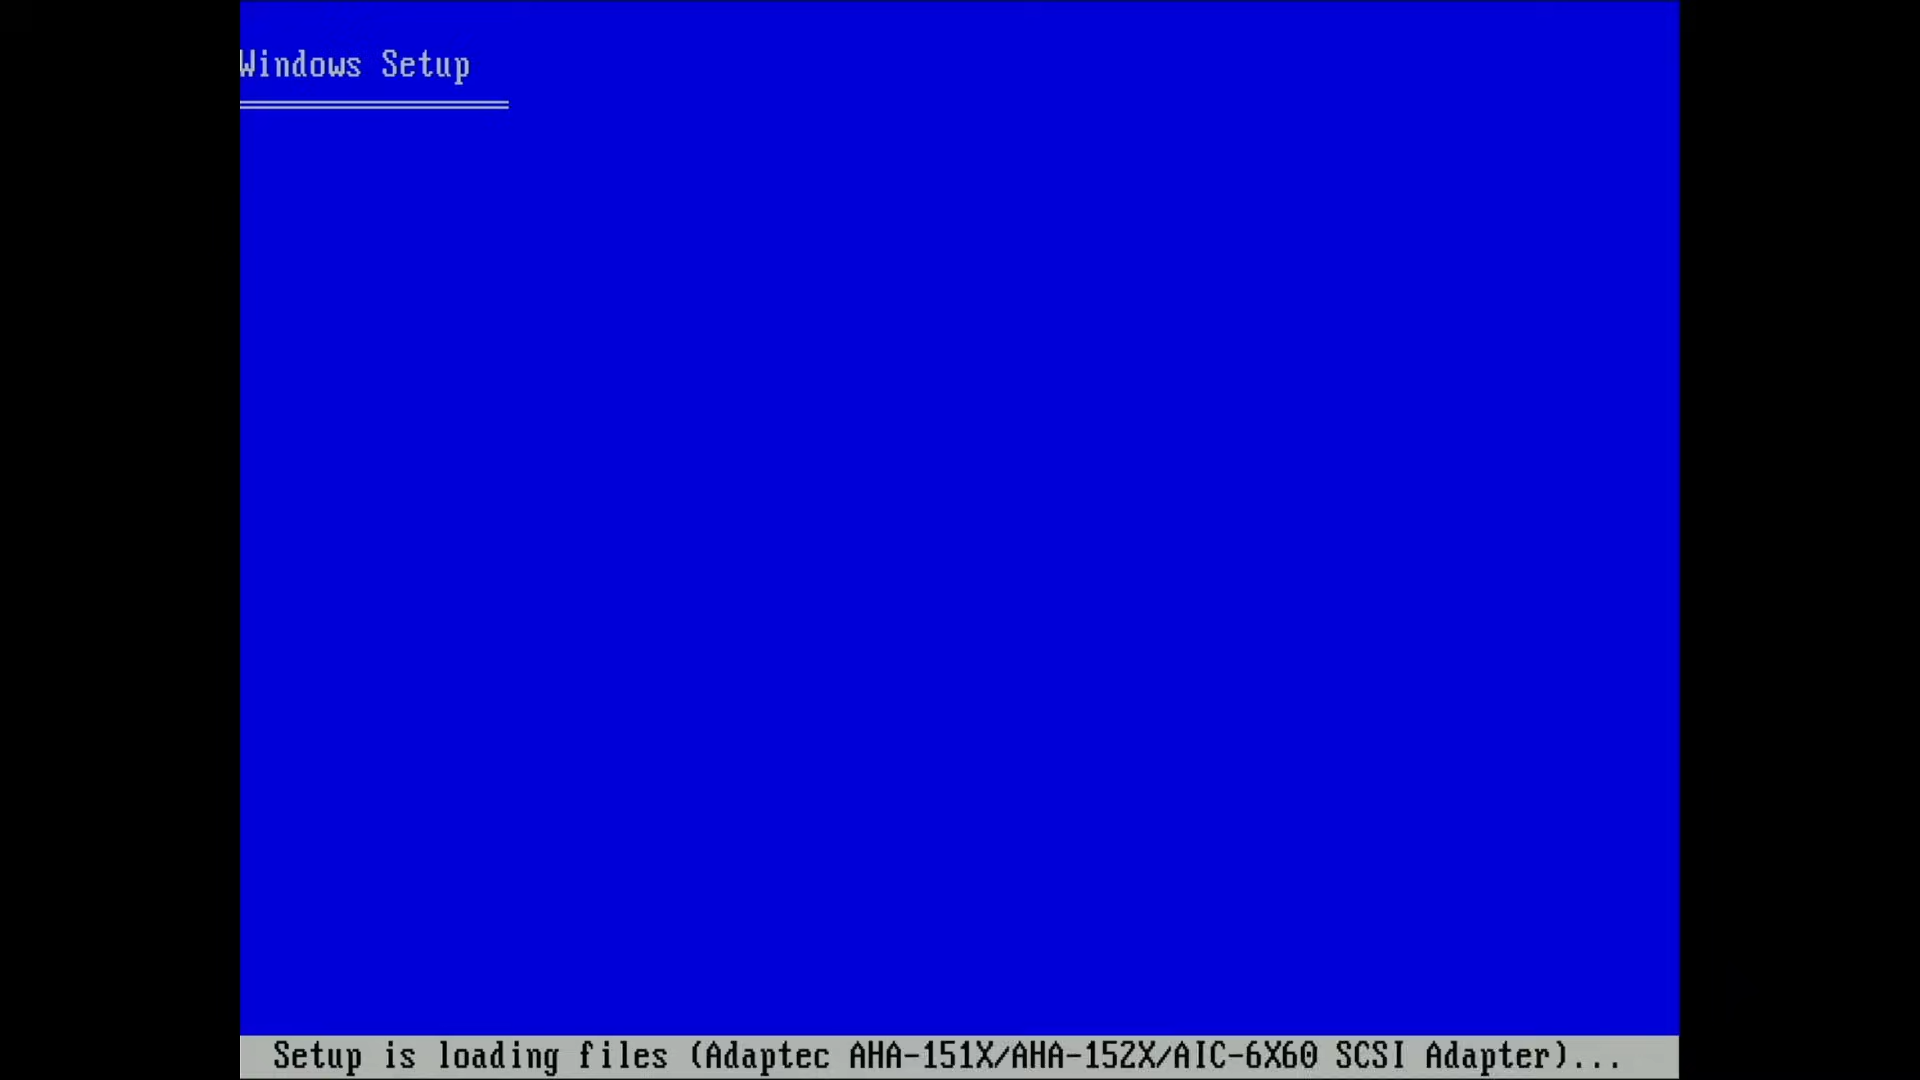 Windows Setup
Setup is loading files (Adaptec AHA-151X/AHA-152X/AIC-6X60 SCSI Adapter)...